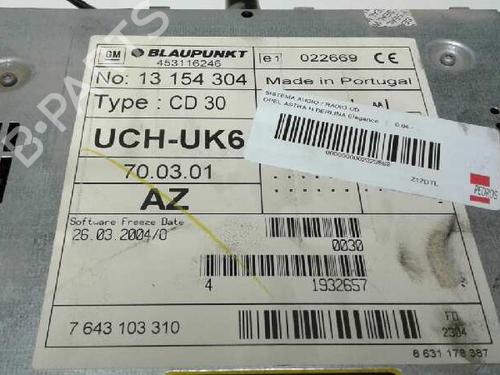 GM BLAUPUNKT
453116246
e1 022669 CE
No: 13 154 304
Made in Portugal
Type : CD 30
UCH-UK6
70.03.01
AZ
SISTEMA AUDIO / RADIO CD
OPEL ASTRA H BERLINA Elegance
Z17DTL
PEDROS
Software Freeze Date
26.03.2004/0
0030
4 1932657
7 643 103 310
FD
2304
8 631 178 387